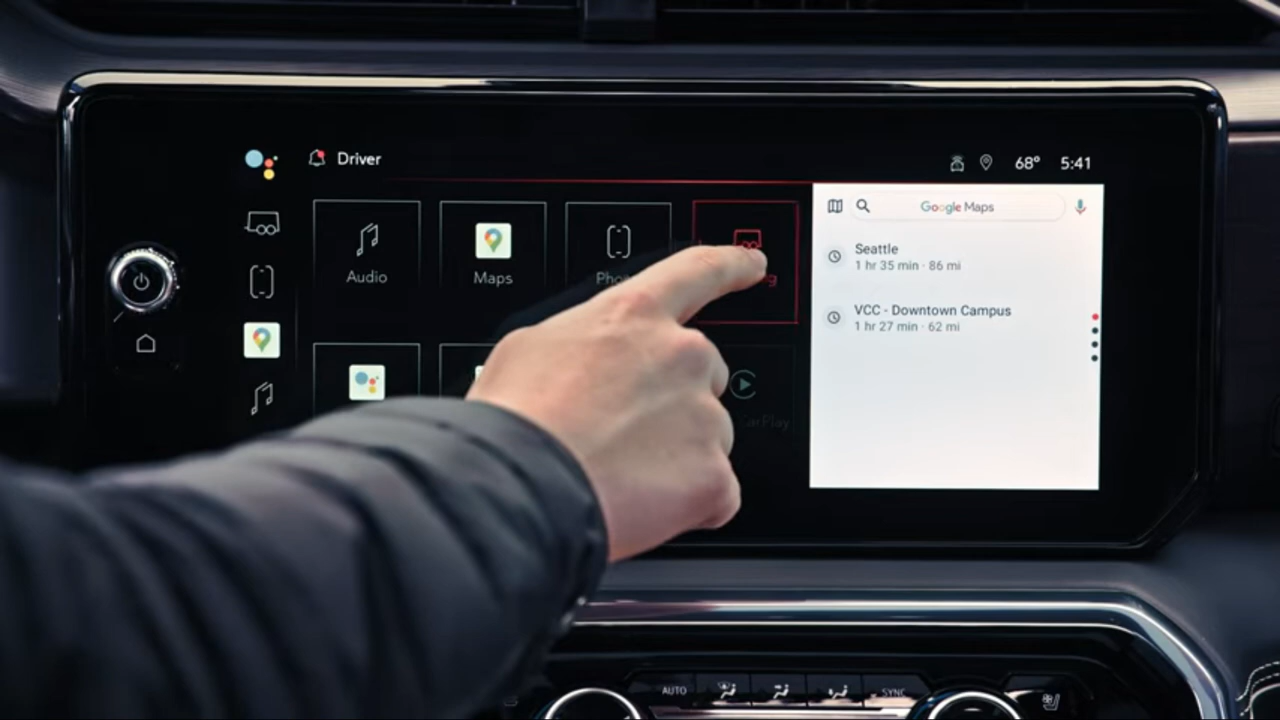 Driver
68° 5:41
Audio
Maps
Google Maps
Seattle
1 hr 35 min · 86 mi
VCC - Downtown Campus
1 hr 27 min · 62 mi
CarPlay
AUTO
SYNC